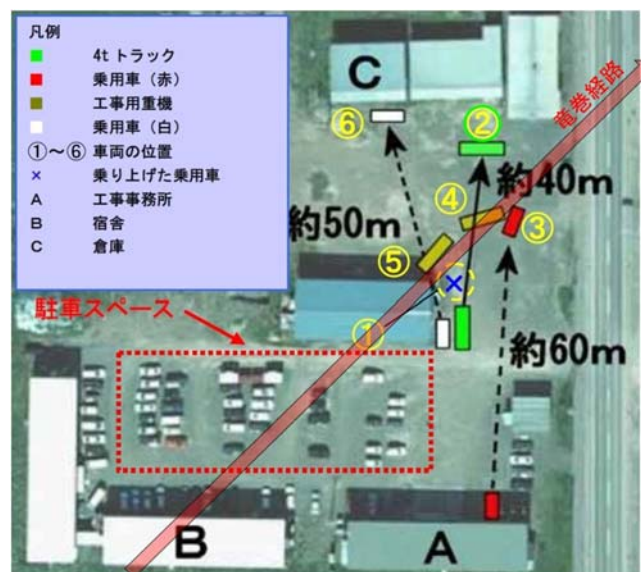 凡例
4t トラック
乗用車（赤）
工事用重機
乗用車（白）
①～⑥ 車両の位置
× 乗り上げた乗用車
A 工事事務所
B 宿舎
C 倉庫
C
竜巻経路
⑥
②
約40m
④
③
約50m
⑤
駐車スペース
①
約60m
B
A